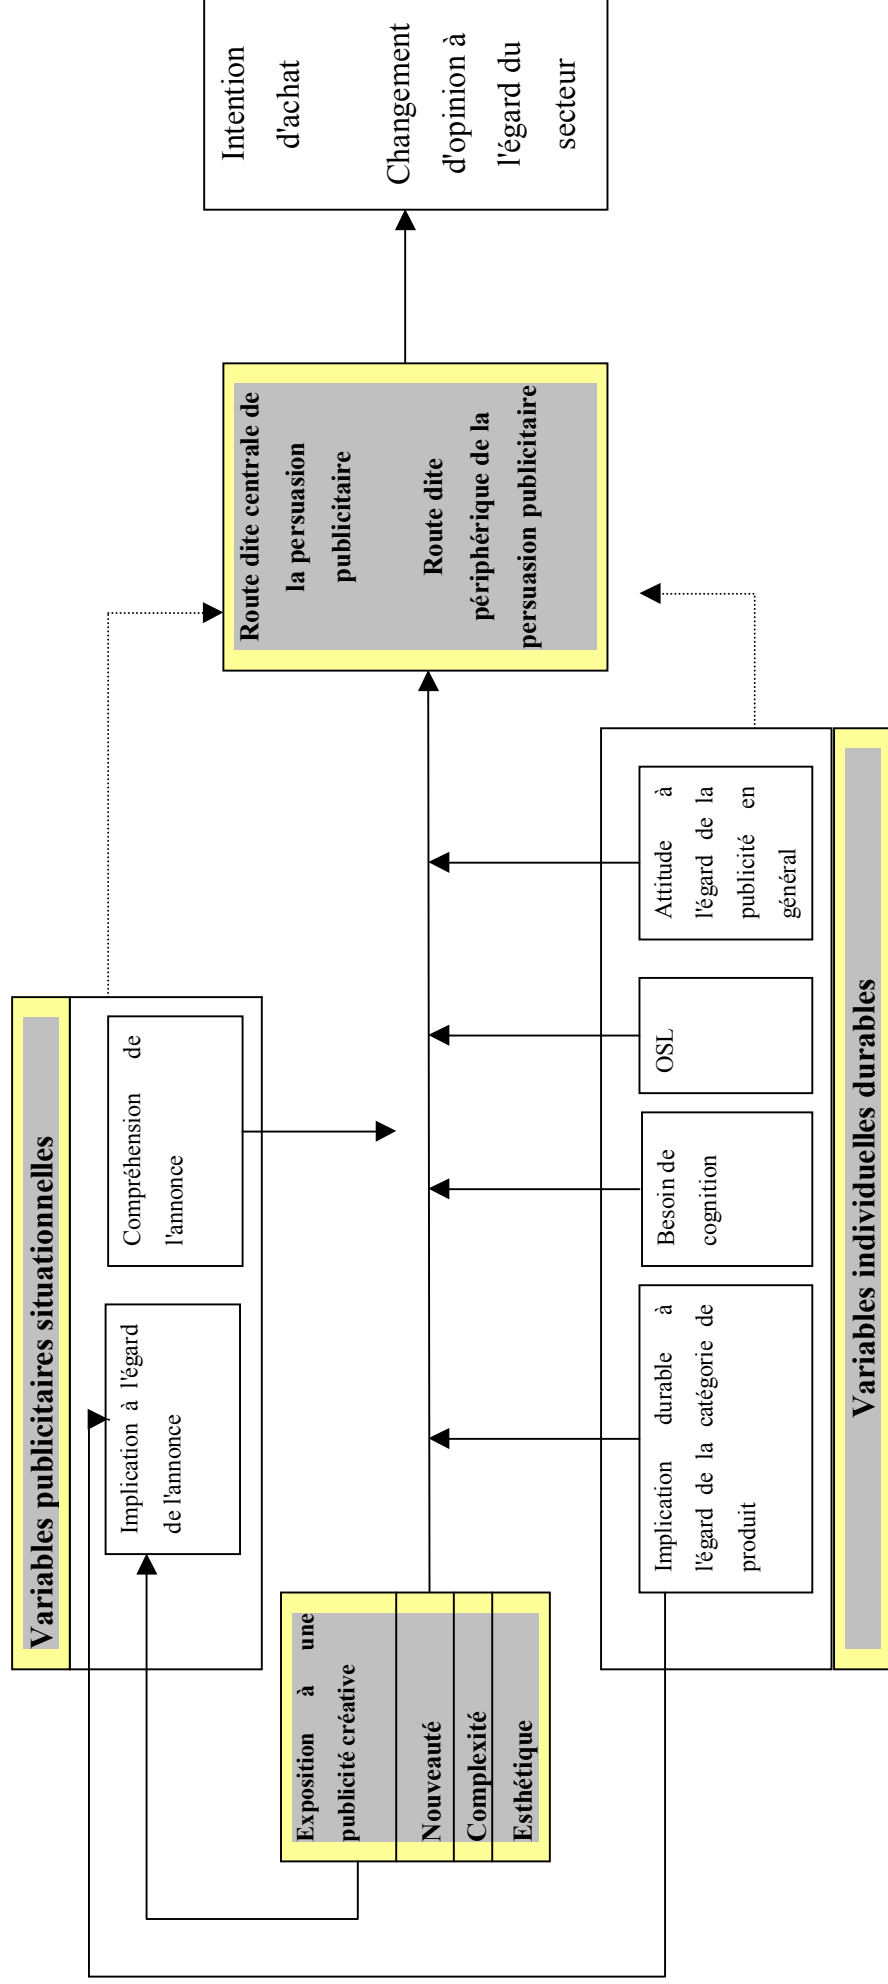 Variables publicitaires situationnelles
Implication à l'égard
de l'annonce
Compréhension de
l'annonce
Exposition à une
publicité créative
Nouveauté
Complexité
Esthétique
Route dite centrale de
la persuasion
publicitaire
Route dite
périphérique de la
persuasion publicitaire
Intention
d'achat
Changement
d'opinion à
l'égard du
secteur
Implication durable à
l'égard de la catégorie de
produit
Besoin de
cognition
OSL
Attitude à
l'égard de la
publicité en
général
Variables individuelles durables